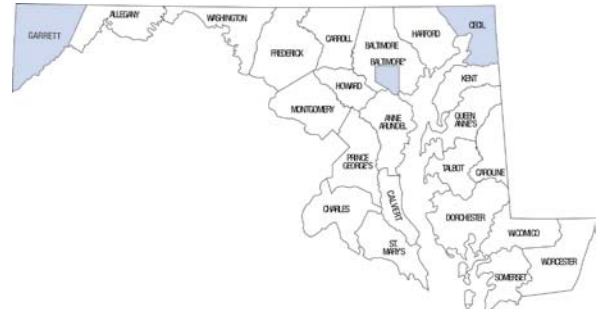 GARRETT
ALLEGANY
WASHINGTON
FREDERICK
CARROLL
BALTIMORE
BALTIMORE*
HARFORD
CECIL
HOWARD
KENT
MONTGOMERY
ANNE
ARUNDEL
QUEEN
ANNE'S
PRINCE
GEORGE'S
TALBOT
CAROLINE
CALVERT
CHARLES
DORCHESTER
ST.
MARY'S
WICOMICO
SOMERSET
WORCESTER